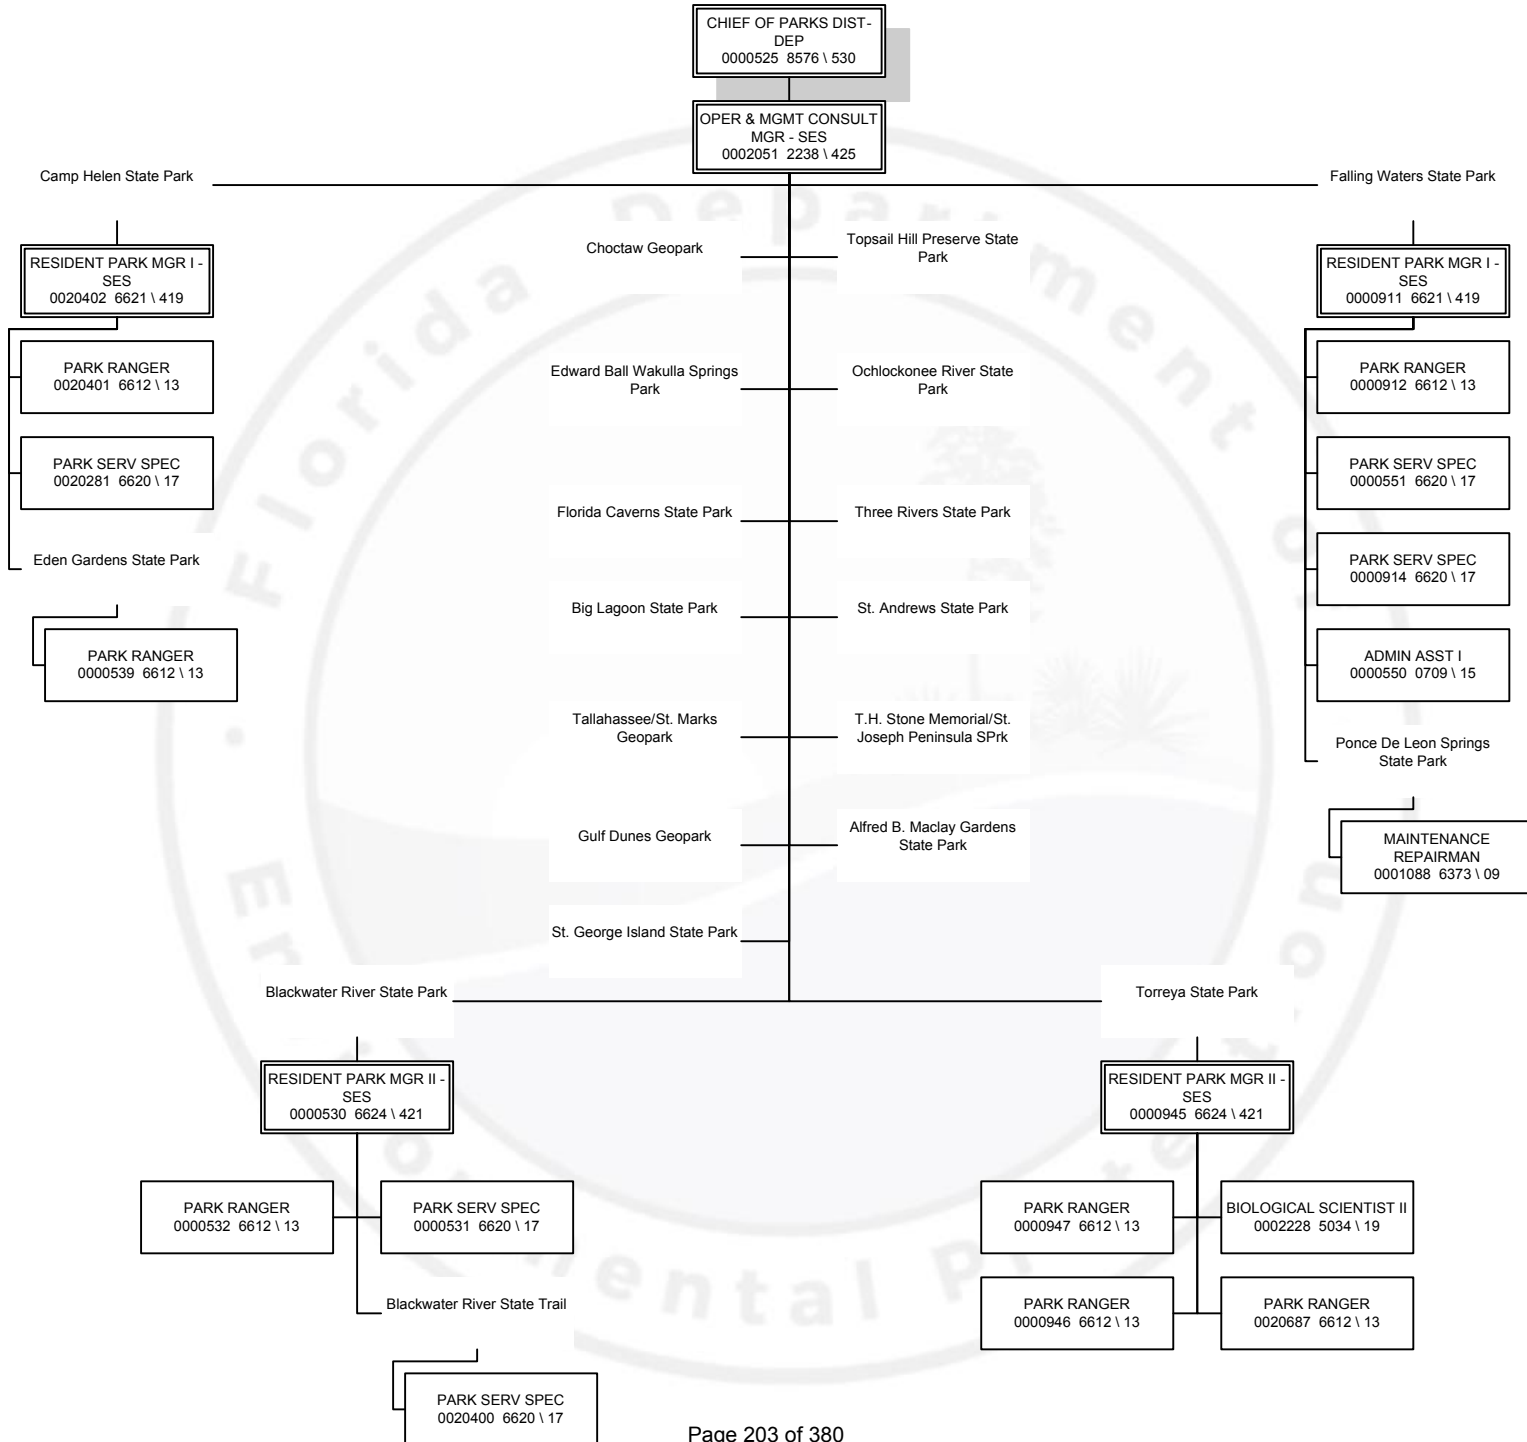 CHIEF OF PARKS DIST-
DEP
0000525 8576 \ 530
OPER & MGMT CONSULT
MGR - SES
0002051 2238 \ 425
Camp Helen State Park
Falling Waters State Park
RESIDENT PARK MGR I -
SES
0020402 6621 \ 419
PARK RANGER
0020401 6612 \ 13
PARK SERV SPEC
0020281 6620 \ 17
Eden Gardens State Park
PARK RANGER
0000539 6612 \ 13
Choctaw Geopark
Topsail Hill Preserve State
Park
Edward Ball Wakulla Springs
Park
Ochlockonee River State
Park
Florida Caverns State Park
Three Rivers State Park
Big Lagoon State Park
St. Andrews State Park
Tallahassee/St. Marks
Geopark
T.H. Stone Memorial/St.
Joseph Peninsula SPrk
Gulf Dunes Geopark
Alfred B. Maclay Gardens
State Park
St. George Island State Park
RESIDENT PARK MGR I -
SES
0000911 6621 \ 419
PARK RANGER
0000912 6612 \ 13
PARK SERV SPEC
0000551 6620 \ 17
PARK SERV SPEC
0000914 6620 \ 17
ADMIN ASST I
0000550 0709 \ 15
Ponce De Leon Springs
State Park
MAINTENANCE
REPAIRMAN
0001088 6373 \ 09
Blackwater River State Park
RESIDENT PARK MGR II -
SES
0000530 6624 \ 421
PARK RANGER
0000532 6612 \ 13
PARK SERV SPEC
0000531 6620 \ 17
Blackwater River State Trail
PARK SERV SPEC
0020400 6620 \ 17
Torreya State Park
RESIDENT PARK MGR II -
SES
0000945 6624 \ 421
PARK RANGER
0000947 6612 \ 13
BIOLOGICAL SCIENTIST II
0002228 5034 \ 19
PARK RANGER
0000946 6612 \ 13
PARK RANGER
0020687 6612 \ 13
Florida Department of
Environmental Protection
Page 203 of 380